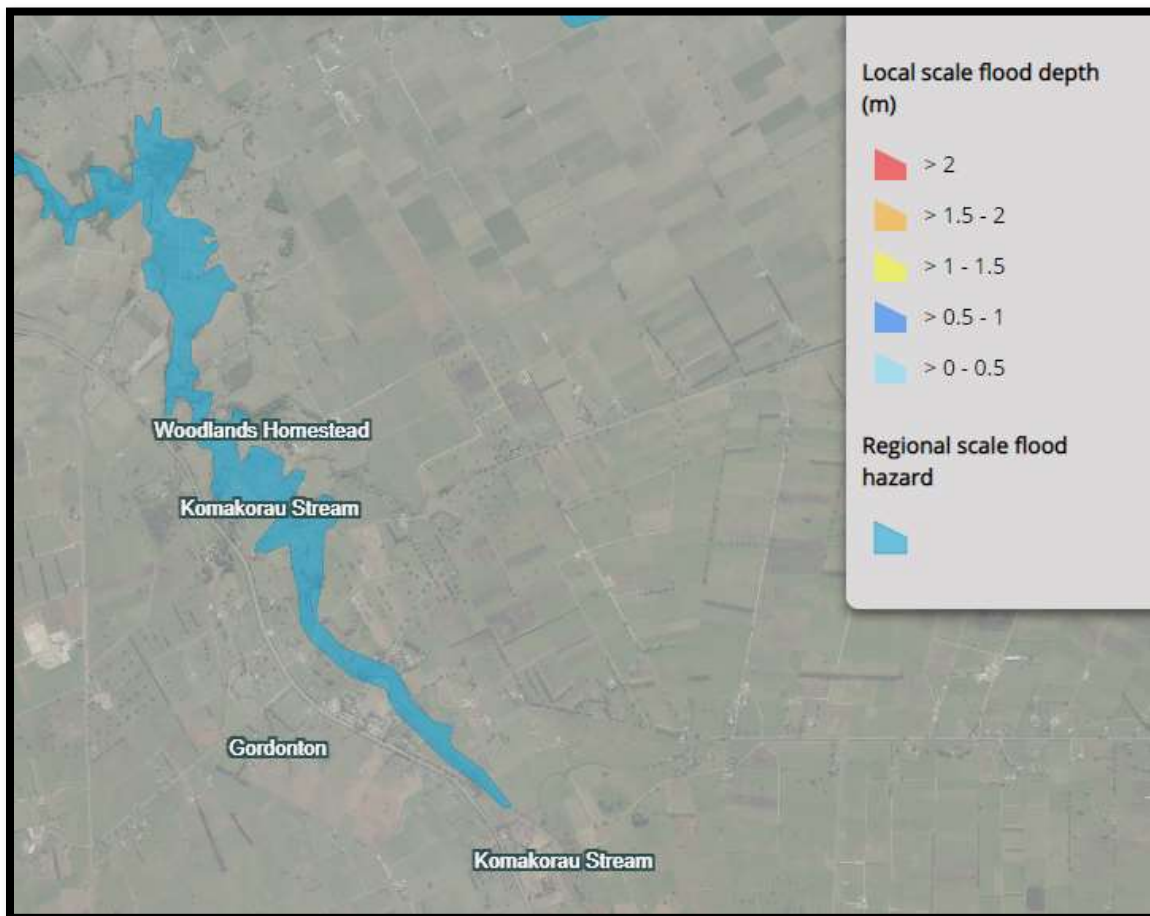 Local scale flood depth
(m)
> 2
> 1.5 - 2
> 1 - 1.5
> 0.5 - 1
> 0 - 0.5
Regional scale flood
hazard
Woodlands Homestead
Komakorau Stream
Gordonton
Komakorau Stream